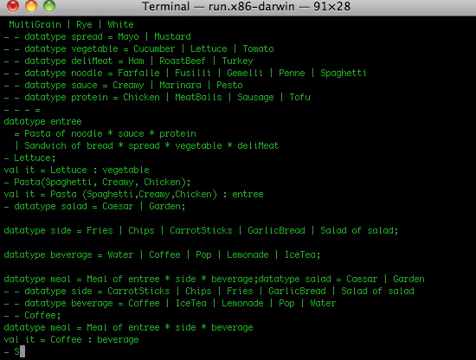 Terminal — run.x86-darwin — 91×28
MultiGrain | Rye | White
- - datatype spread = Mayo | Mustard
- - datatype vegetable = Cucumber | Lettuce | Tomato
- - datatype deliMeat = Ham | RoastBeef | Turkey
- - datatype noodle = Farfalle | Fusilli | Gemelli | Penne | Spaghetti
- - datatype sauce = Creamy | Marinara | Pesto
- - datatype protein = Chicken | MeatBalls | Sausage | Tofu
- - - =
datatype entree
= Pasta of noodle * sauce * protein
| Sandwich of bread * spread * vegetable * deliMeat
- Lettuce;
val it = Lettuce : vegetable
- Pasta(Spaghetti, Creamy, Chicken);
val it = Pasta (Spaghetti,Creamy,Chicken) : entree
- datatype salad = Caesar | Garden;
datatype side = Fries | Chips | CarrotSticks | GarlicBread | Salad of salad;
datatype beverage = Water | Coffee | Pop | Lemonade | IceTea;
datatype meal = Meal of entree * side * beverage;datatype salad = Caesar | Garden
- - datatype side = CarrotSticks | Chips | Fries | GarlicBread | Salad of salad
- - datatype beverage = Coffee | IceTea | Lemonade | Pop | Water
- - Coffee;
datatype meal = Meal of entree * side * beverage
val it = Coffee : beverage
- S